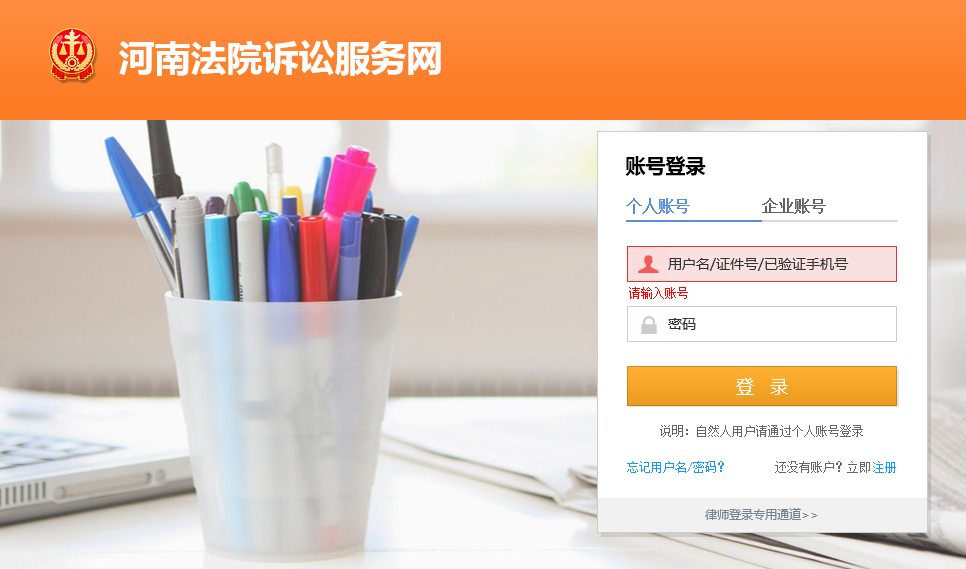 河南法院诉讼服务网
账号登录
个人账号 企业账号
用户名/证件号/已验证手机号
请输入账号
密码
登 录
说明：自然人用户请通过个人账号登录
忘记用户名/密码？ 还没有账户？立即注册
律师登录专用通道>>